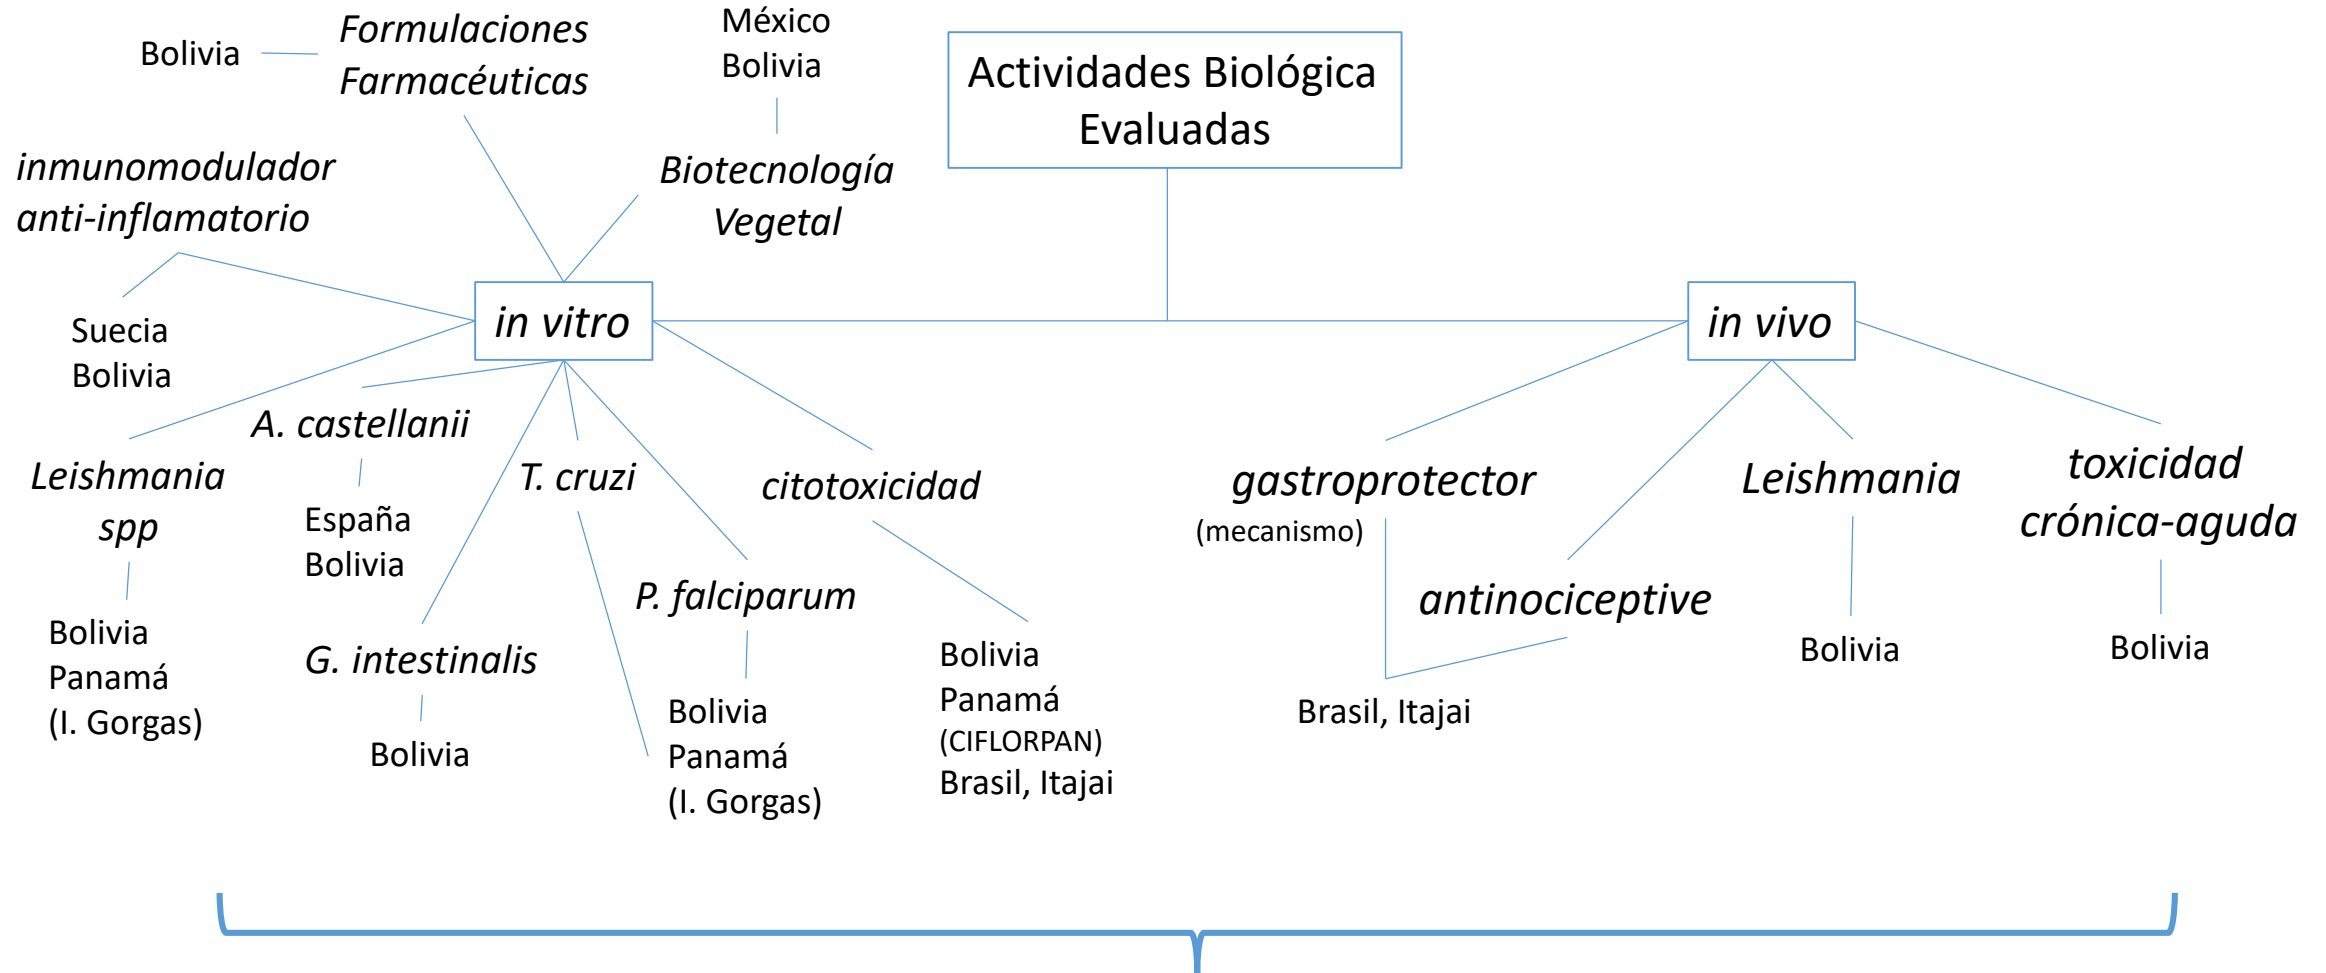 Formulaciones
Farmacéuticas
Bolivia
México
Bolivia
Biotecnología
Vegetal
Actividades Biológica
Evaluadas
inmunomodulador
anti-inflamatorio
Suecia
Bolivia
in vitro
in vivo
Leishmania
spp
Bolivia
Panamá
(I. Gorgas)
A. castellanii
España
Bolivia
G. intestinalis
Bolivia
T. cruzi
P. falciparum
Bolivia
Panamá
(I. Gorgas)
citotoxicidad
Bolivia
Panamá
(CIFLORPAN)
Brasil, Itajai
gastroprotector
(mecanismo)
antinociceptive
Brasil, Itajai
Leishmania
Bolivia
toxicidad
crónica-aguda
Bolivia